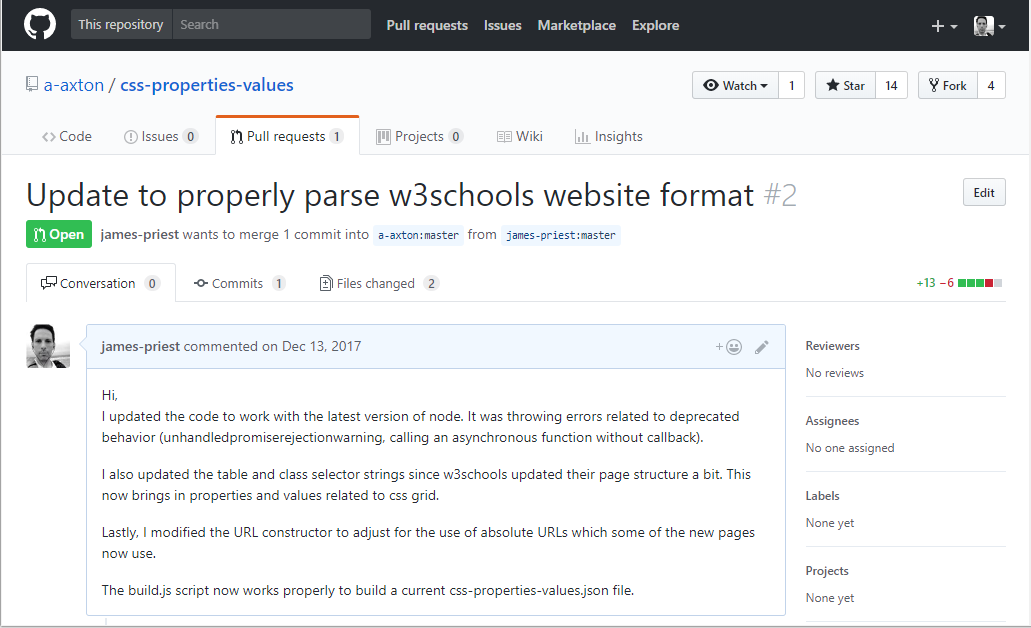 This repository Search Pull requests Issues Marketplace Explore
a-axton / css-properties-values Watch 1 Star 14 Fork 4
Code Issues 0 Pull requests 1 Projects 0 Wiki Insights
Update to properly parse w3schools website format #2 Edit
Open james-priest wants to merge 1 commit into a-axton:master from james-priest:master
Conversation 0 Commits 1 Files changed 2 +13 −6
james-priest commented on Dec 13, 2017
Hi,
I updated the code to work with the latest version of node. It was throwing errors related to deprecated
behavior (unhandledpromiserejectionwarning, calling an asynchronous function without callback).
I also updated the table and class selector strings since w3schools updated their page structure a bit. This
now brings in properties and values related to css grid.
Lastly, I modified the URL constructor to adjust for the use of absolute URLs which some of the new pages
now use.
The build.js script now works properly to build a current css-properties-values.json file.
Reviewers
No reviews
Assignees
No one assigned
Labels
None yet
Projects
None yet